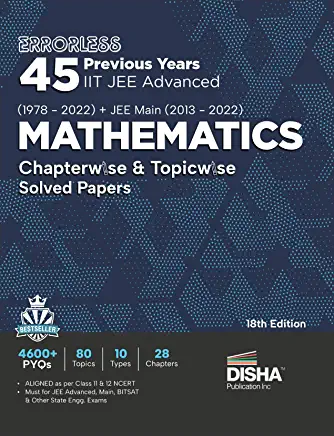 ERRORLESS
45 Previous Years
IIT JEE Advanced
(1978 - 2022) + JEE Main (2013 - 2022)
MATHEMATICS
Chapterwise & Topicwise
Solved Papers
BESTSELLER
18th Edition
4600+ PYQs
80 Topics
10 Types
28 Chapters
• ALIGNED as per Class 11 & 12 NCERT
• Must for JEE Advanced, Main, BITSAT
& Other State Engg. Exams
DISHA™
Publication Inc